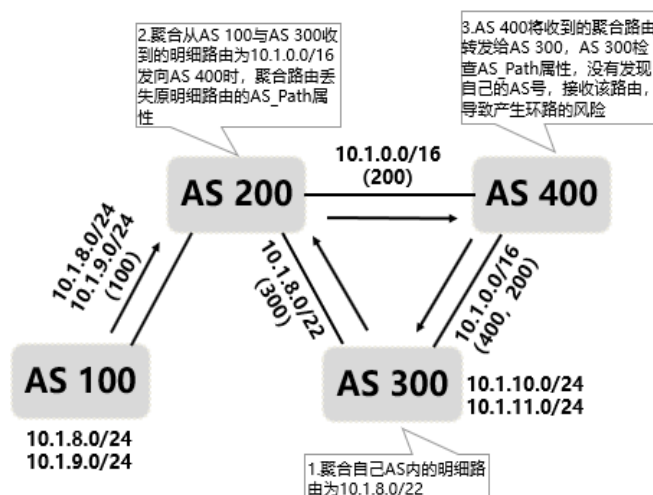 2.聚合从AS 100与AS 300收
到的明细路由为10.1.0.0/16
发向AS 400时，聚合路由丢
失原明细路由的AS_Path属
性
3.AS 400将收到的聚合路由
转发给AS 300，AS 300检
查AS_Path属性，没有发现
自己的AS号，接收该路由，
导致产生环路的风险
10.1.0.0/16
(200)
AS 200
AS 400
10.1.8.0/24
10.1.9.0/24
(100)
10.1.8.0/22
(300)
10.1.0.0/16
(400, 200)
AS 100
AS 300
10.1.10.0/24
10.1.11.0/24
10.1.8.0/24
10.1.9.0/24
1.聚合自己AS内的明细路
由为10.1.8.0/22